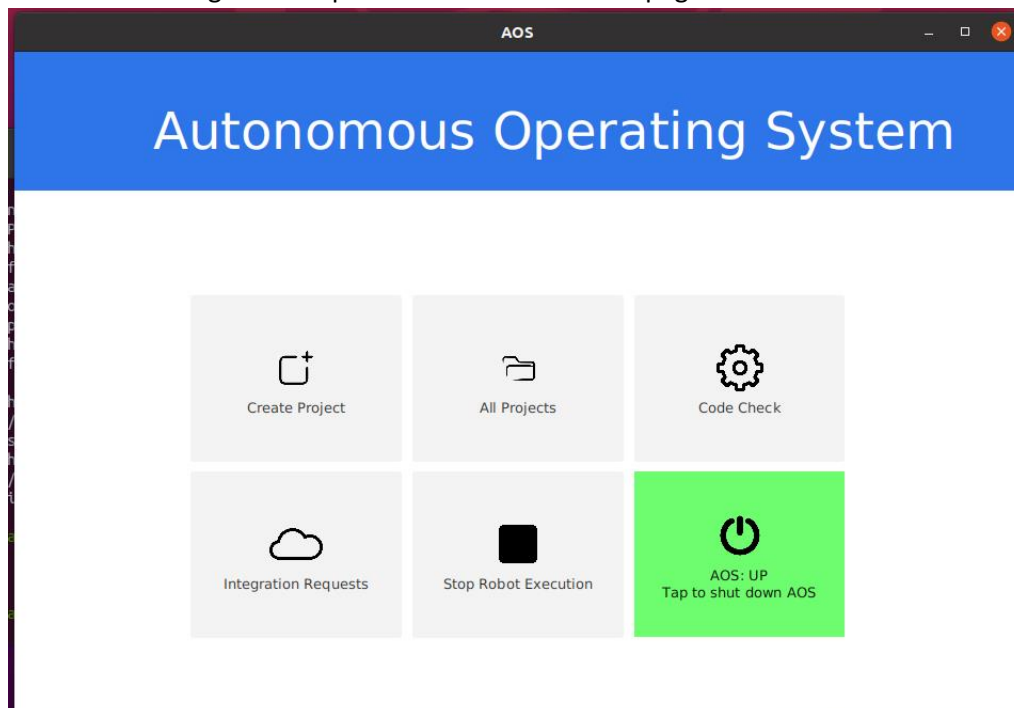 AOS
Autonomous Operating System
Create Project
All Projects
Code Check
Integration Requests
Stop Robot Execution
AOS: UP
Tap to shut down AOS